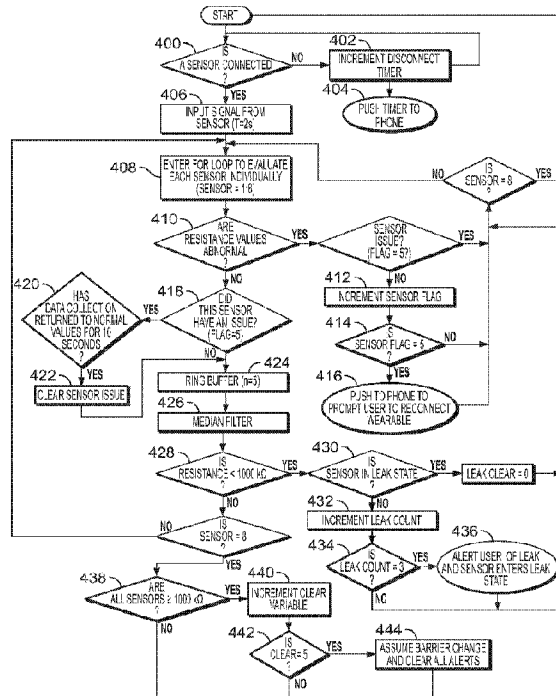 START
400
IS
A SENSOR CONNECTED
?
NO
YES
402
INCREMENT DISCONNECT
TIMER
404
PUSH TIMER TO
PHONE
406
INPUT SIGNAL FROM
SENSOR (T=2s)
408
ENTER FOR LOOP TO EVALUATE
EACH SENSOR INDIVIDUALLY
(SENSOR = 1:8)
NO
IS
SENSOR = 8
?
YES
410
ARE
RESISTANCE VALUES
ABNORMAL
?
YES
NO
SENSOR
ISSUE?
(FLAG = 5?)
YES
NO
412
INCREMENT SENSOR FLAG
414
IS
SENSOR FLAG = 5
?
NO
YES
416
PUSH TO PHONE TO
PROMPT USER TO RECONNECT
WEARABLE
418
DID
THIS SENSOR
HAVE AN ISSUE?
(FLAG=5)
YES
NO
420
HAS
DATA COLLECTION
RETURNED TO NORMAL
VALUES FOR 10
SECONDS
?
YES
422
CLEAR SENSOR ISSUE
424
RING BUFFER (n=5)
426
MEDIAN FILTER
428
IS
RESISTANCE < 1000 kΩ
?
YES
NO
430
IS
SENSOR IN LEAK STATE
?
YES
NO
LEAK CLEAR = 0
432
INCREMENT LEAK COUNT
434
IS
LEAK COUNT = 3
?
YES
NO
436
ALERT USER OF LEAK
AND SENSOR ENTERS LEAK
STATE
NO
IS
SENSOR = 8
?
YES
438
ARE
ALL SENSORS ≥ 1000 kΩ
?
YES
NO
440
INCREMENT CLEAR
VARIABLE
442
IS
CLEAR= 5
?
YES
NO
444
ASSUME BARRIER CHANGE
AND CLEAR ALL ALERTS